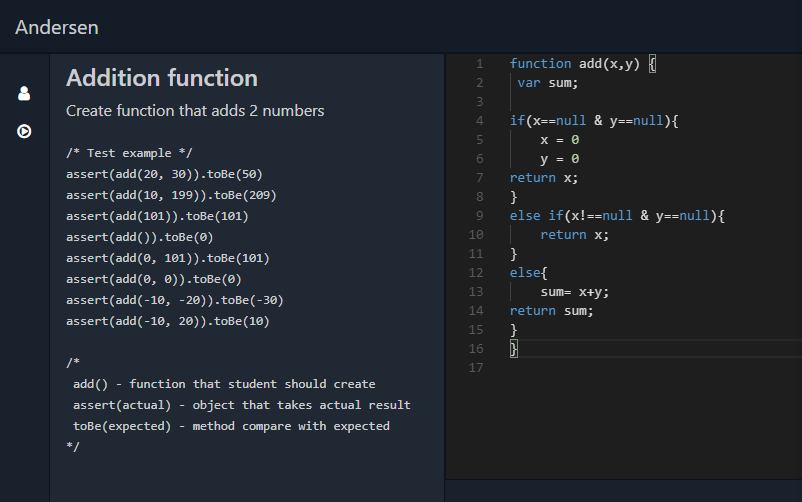 Andersen
Addition function
Create function that adds 2 numbers
/* Test example */
assert(add(20, 30)).toBe(50)
assert(add(10, 199)).toBe(209)
assert(add(101)).toBe(101)
assert(add()).toBe(0)
assert(add(0, 101)).toBe(101)
assert(add(0, 0)).toBe(0)
assert(add(-10, -20)).toBe(-30)
assert(add(-10, 20)).toBe(10)
/*
add() - function that student should create
assert(actual) - object that takes actual result
toBe(expected) - method compare with expected
*/
1 function add(x,y) {
2 var sum;
3
4 if(x==null & y==null){
5 x = 0
6 y = 0
7 return x;
8 }
9 else if(x!==null & y==null){
10 return x;
11 }
12 else{
13 sum= x+y;
14 return sum;
15 }
16 }
17